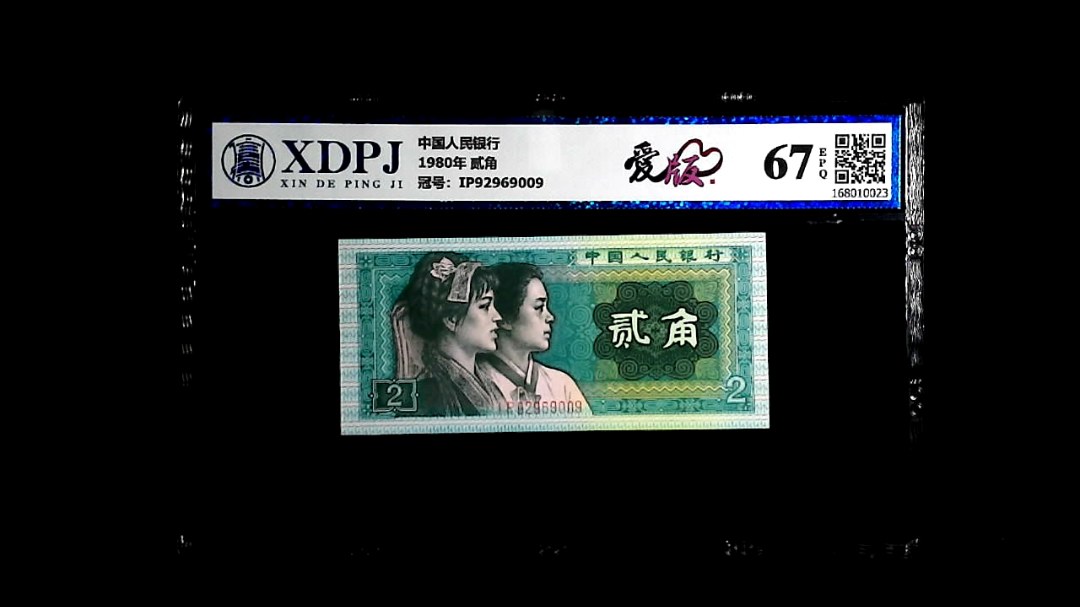 XDPJ
XIN DE PING JI
中国人民银行
1980年 贰角
冠号: IP92969009
爱版
67
EPQ
168010023
中国人民银行
贰角
2
2
IP92969009